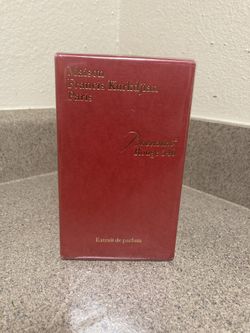 Maison
Francis Kurkdjian
Paris
Baccarat
Rouge 540
Extrait de parfum